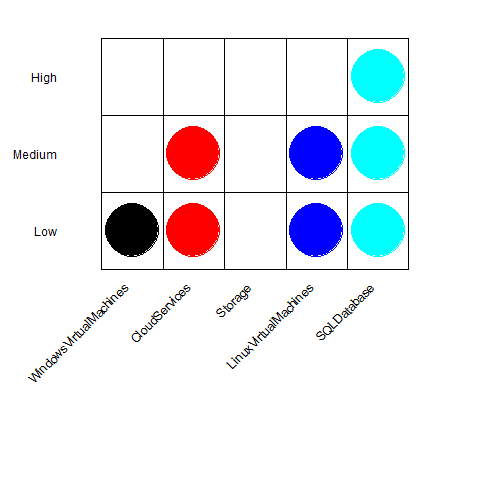 High
Medium
Low
WindowsVirtualMachines
CloudServices
Storage
LinuxVirtualMachines
SQLDatabase